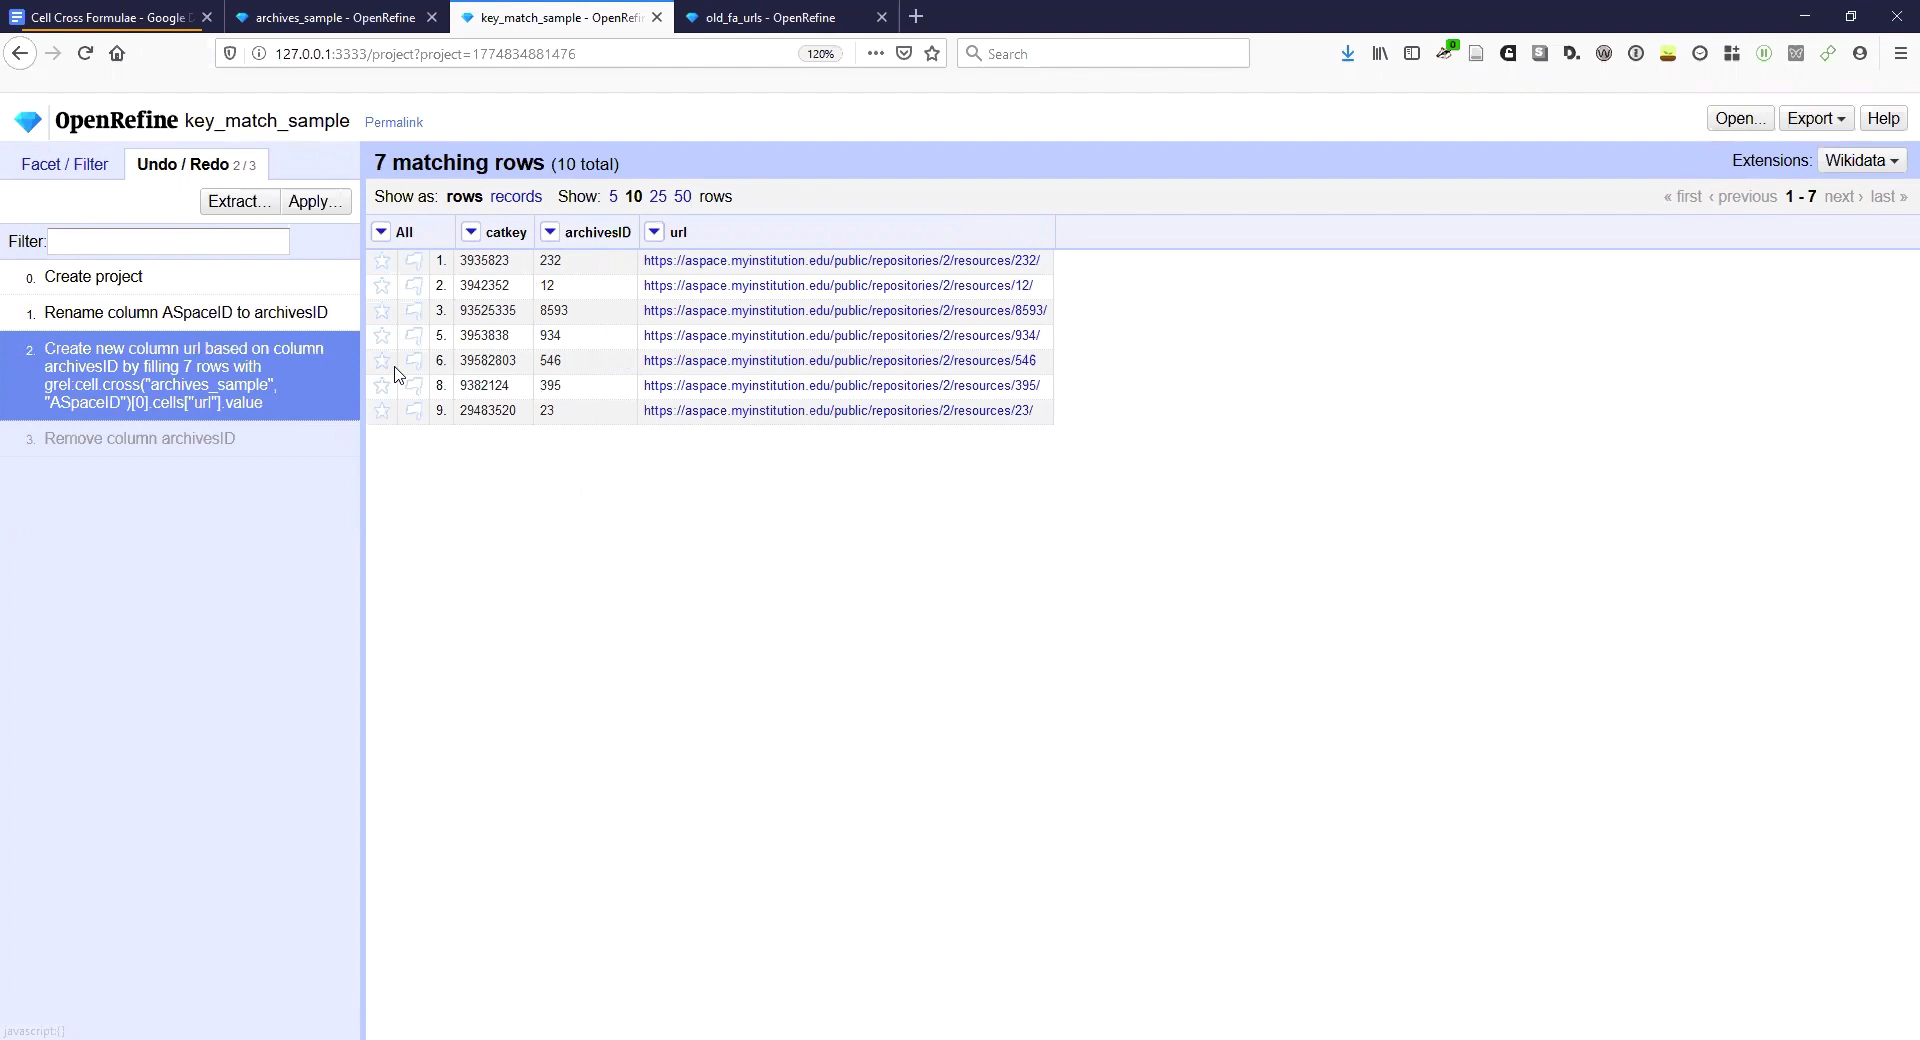 Cell Cross Formulae - Google D
archives_sample - OpenRefine
key_match_sample - OpenRefin
old_fa_urls - OpenRefine
127.0.0.1:3333/project?project=1774834881476
120%
Search
0
OpenRefine key_match_sample Permalink
Open... Export Help
Facet / Filter Undo / Redo 2 / 3
Extract... Apply...
Filter:
0. Create project
1. Rename column ASpaceID to archivesID
2. Create new column url based on column
archivesID by filling 7 rows with
grel:cell.cross("archives_sample",
"ASpaceID")[0].cells["url"].value
3. Remove column archivesID
7 matching rows (10 total)
Extensions: Wikidata
Show as: rows records Show: 5 10 25 50 rows
« first ‹ previous 1 - 7 next › last »
All catkey archivesID url
1. 3935823 232 https://aspace.myinstitution.edu/public/repositories/2/resources/232/
2. 3942352 12 https://aspace.myinstitution.edu/public/repositories/2/resources/12/
3. 93525335 8593 https://aspace.myinstitution.edu/public/repositories/2/resources/8593/
5. 3953838 934 https://aspace.myinstitution.edu/public/repositories/2/resources/934/
6. 39582803 546 https://aspace.myinstitution.edu/public/repositories/2/resources/546
8. 9382124 395 https://aspace.myinstitution.edu/public/repositories/2/resources/395/
9. 29483520 23 https://aspace.myinstitution.edu/public/repositories/2/resources/23/
javascript:{}